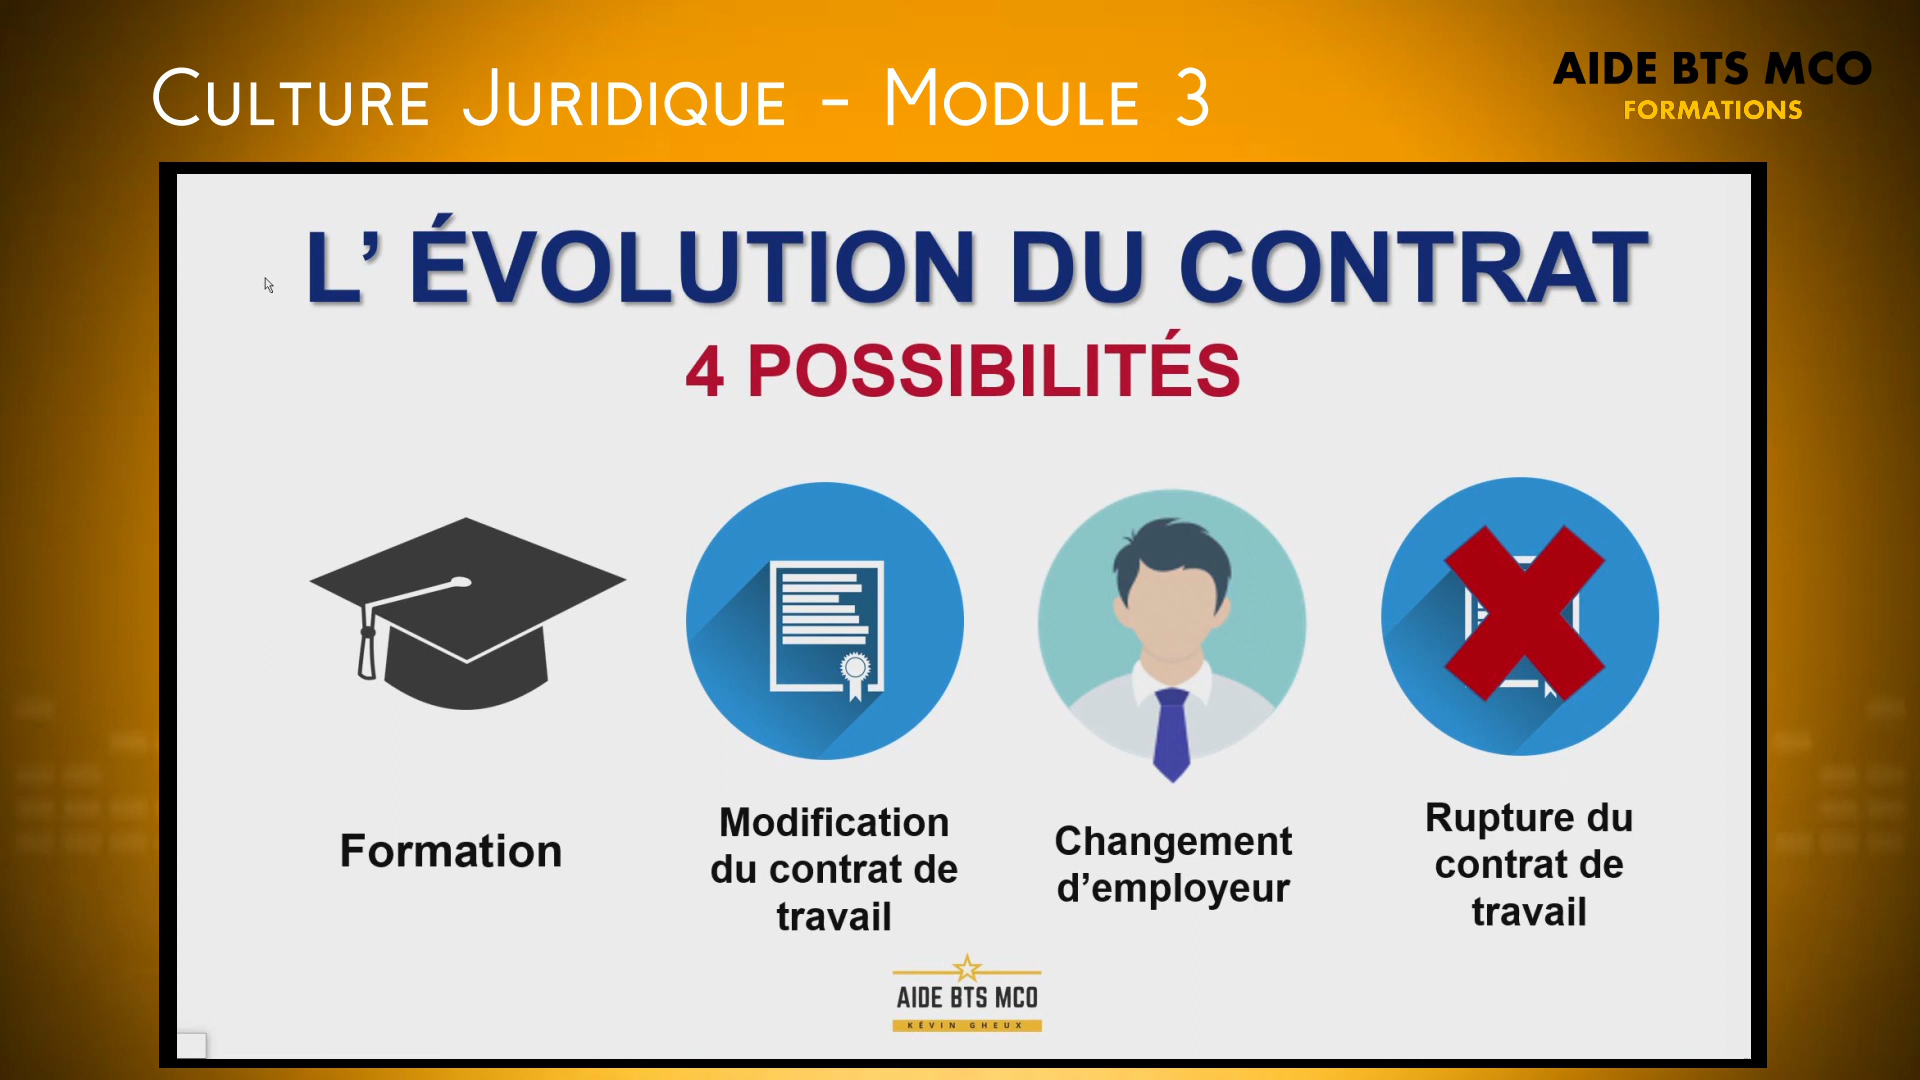 Culture Juridique - Module 3
AIDE BTS MCO
FORMATIONS
L’ ÉVOLUTION DU CONTRAT
4 POSSIBILITÉS
Formation
Modification
du contrat de
travail
Changement
d’employeur
Rupture du
contrat de
travail
AIDE BTS MCO
KÉVIN GHEUX